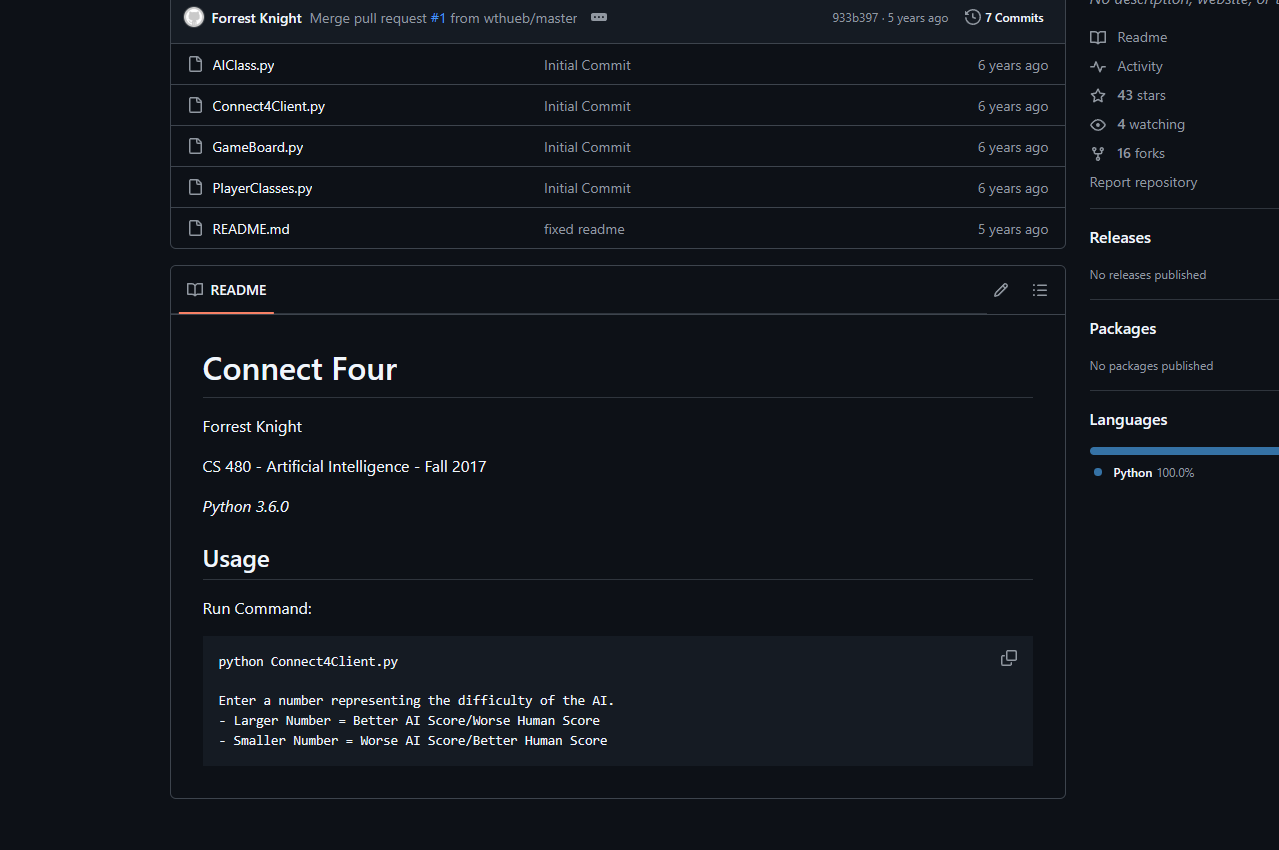 No description, website, or t
Forrest Knight Merge pull request #1 from wthueb/master 933b397 · 5 years ago 7 Commits
AIClass.py Initial Commit 6 years ago
Connect4Client.py Initial Commit 6 years ago
GameBoard.py Initial Commit 6 years ago
PlayerClasses.py Initial Commit 6 years ago
README.md fixed readme 5 years ago
README
Connect Four
Forrest Knight
CS 480 - Artificial Intelligence - Fall 2017
Python 3.6.0
Usage
Run Command:
python Connect4Client.py
Enter a number representing the difficulty of the AI.
- Larger Number = Better AI Score/Worse Human Score
- Smaller Number = Worse AI Score/Better Human Score
Readme
Activity
43 stars
4 watching
16 forks
Report repository
Releases
No releases published
Packages
No packages published
Languages
Python 100.0%